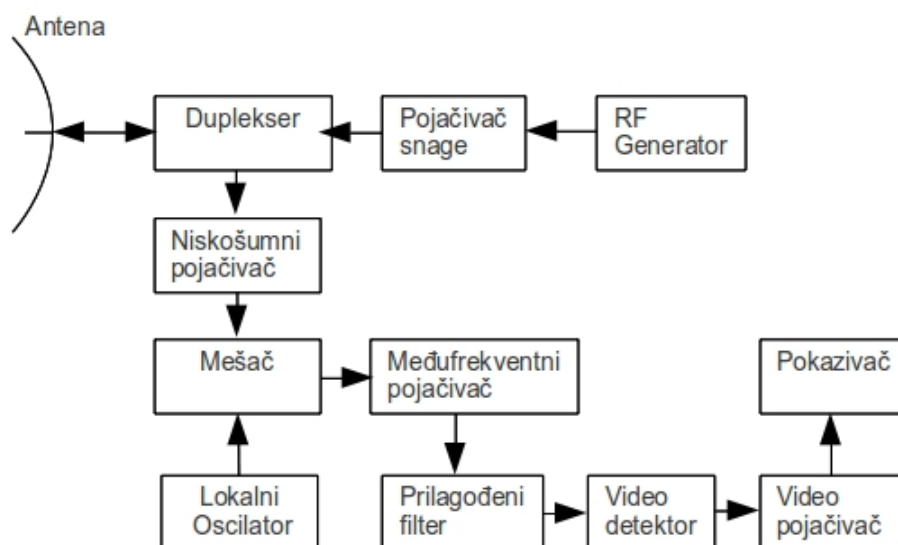 Antena
Duplekser
Pojačivač
snage
RF
Generator
Niskošumni
pojačivač
Mešač
Međufrekventni
pojačivač
Pokazivač
Lokalni
Oscilator
Prilagođeni
filter
Video
detektor
Video
pojačivač